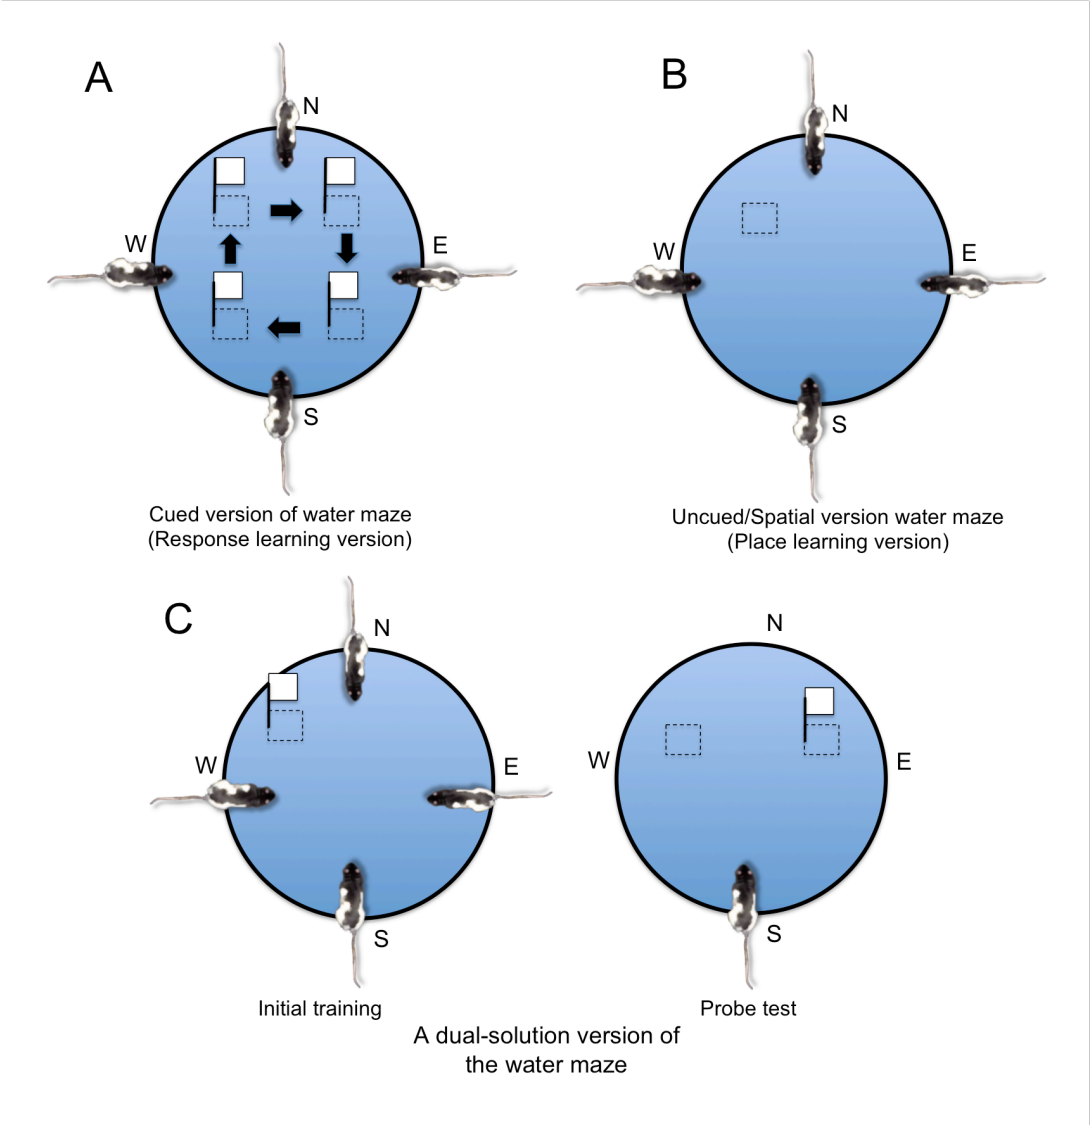 A
N
W
E
S
Cued version of water maze
(Response learning version)
B
N
W
E
S
Uncued/Spatial version water maze
(Place learning version)
C
N
W
E
S
Initial training
N
W
E
S
Probe test
A dual-solution version of
the water maze